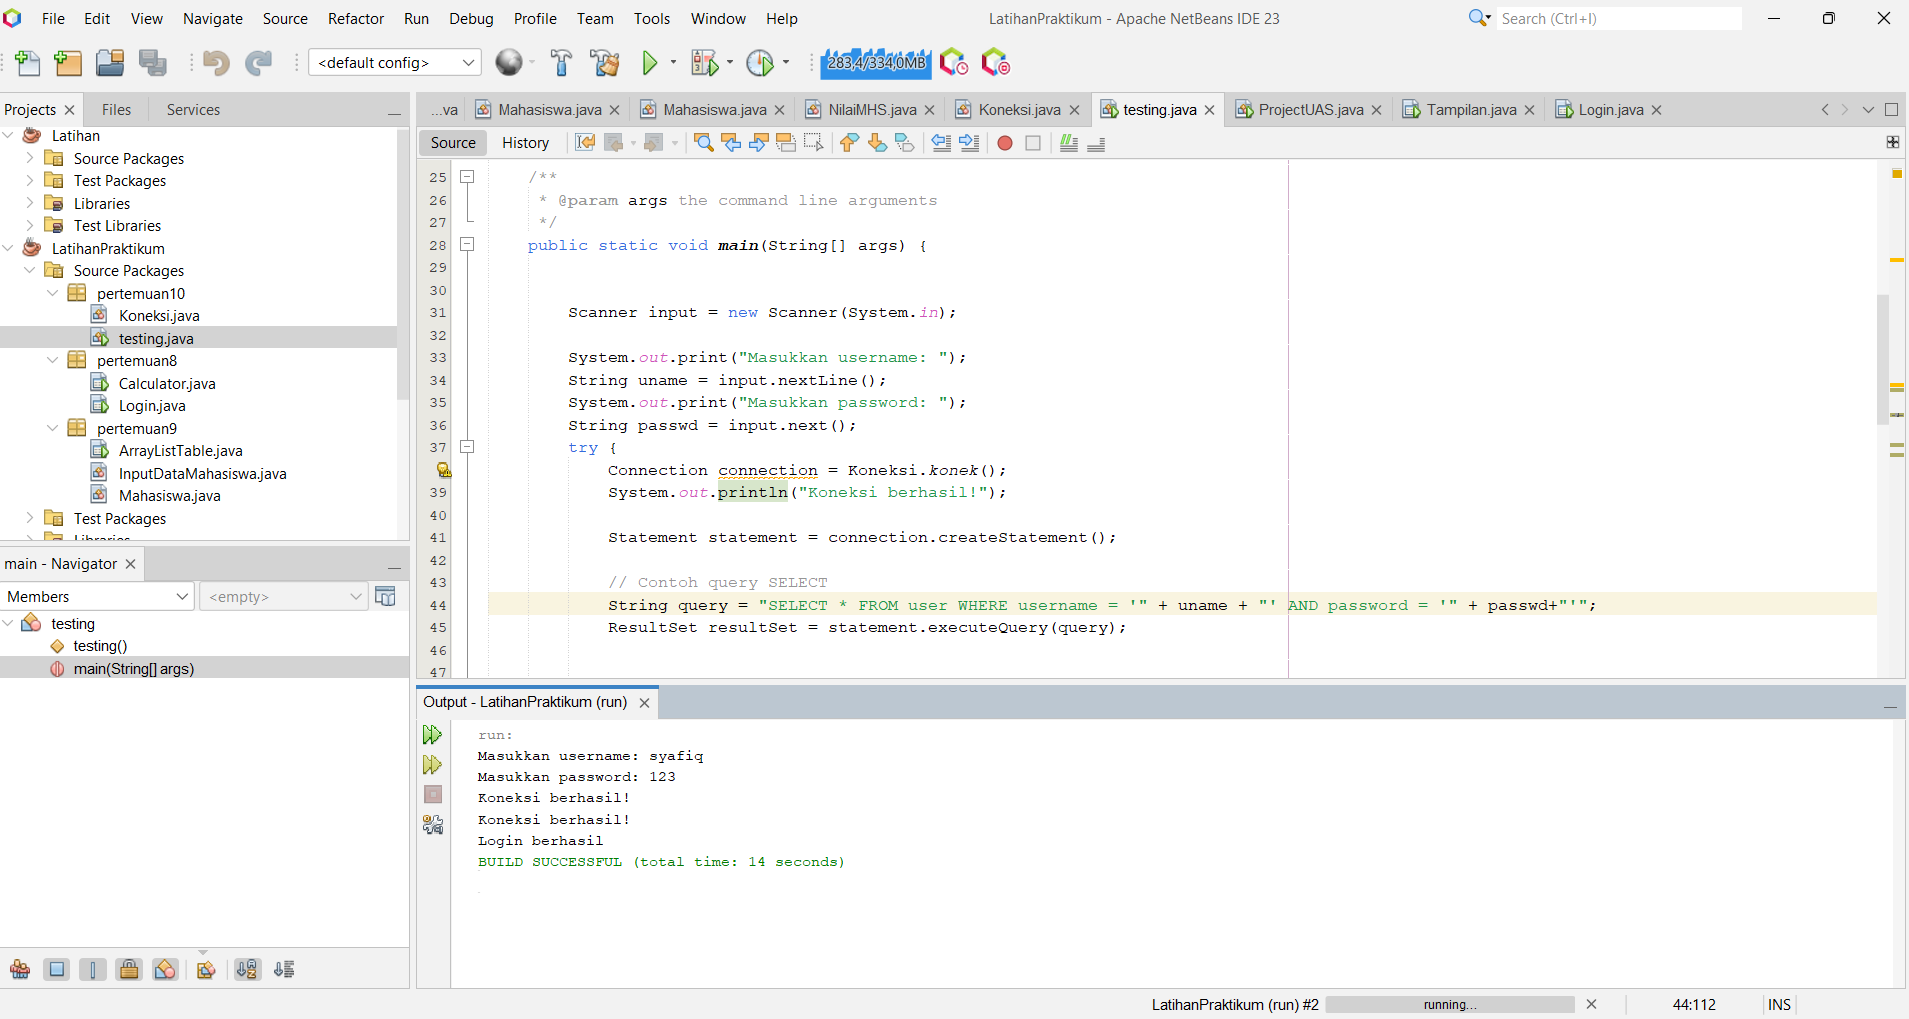 File Edit View Navigate Source Refactor Run Debug Profile Team Tools Window Help
LatihanPraktikum - Apache NetBeans IDE 23
Search (Ctrl+I)
<default config>
283,4/334,0MB
Projects Files Services
Latihan
Source Packages
Test Packages
Libraries
Test Libraries
LatihanPraktikum
Source Packages
pertemuan10
Koneksi.java
testing.java
pertemuan8
Calculator.java
Login.java
pertemuan9
ArrayListTable.java
InputDataMahasiswa.java
Mahasiswa.java
Test Packages
Libraries
main - Navigator
Members
<empty>
testing
testing()
main(String[] args)
...va Mahasiswa.java Mahasiswa.java NilaiMHS.java Koneksi.java testing.java ProjectUAS.java Tampilan.java Login.java
Source History
25 /**
26 * @param args the command line arguments
27 */
28 public static void main(String[] args) {
29
30
31 Scanner input = new Scanner(System.in);
32
33 System.out.print("Masukkan username: ");
34 String uname = input.nextLine();
35 System.out.print("Masukkan password: ");
36 String passwd = input.next();
37 try {
Connection connection = Koneksi.konek();
39 System.out.println("Koneksi berhasil!");
40
41 Statement statement = connection.createStatement();
42
43 // Contoh query SELECT
44 String query = "SELECT * FROM user WHERE username = '" + uname + "' AND password = '" + passwd+"'";
45 ResultSet resultSet = statement.executeQuery(query);
46
47
Output - LatihanPraktikum (run)
run:
Masukkan username: syafiq
Masukkan password: 123
Koneksi berhasil!
Koneksi berhasil!
Login berhasil
BUILD SUCCESSFUL (total time: 14 seconds)
LatihanPraktikum (run) #2
running...
44:112
INS